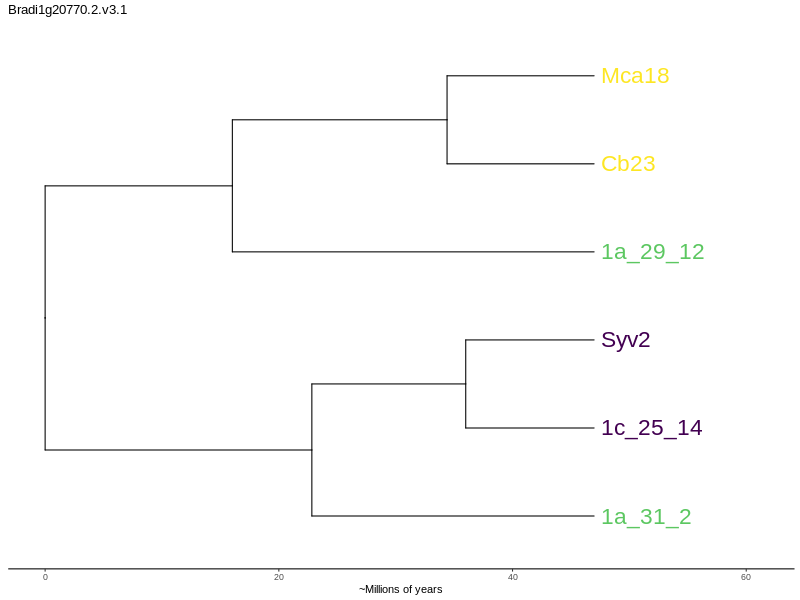 Bradi1g20770.2.v3.1
Mca18
Cb23
1a_29_12
Syv2
1c_25_14
1a_31_2
0 20 40 60
~Millions of years